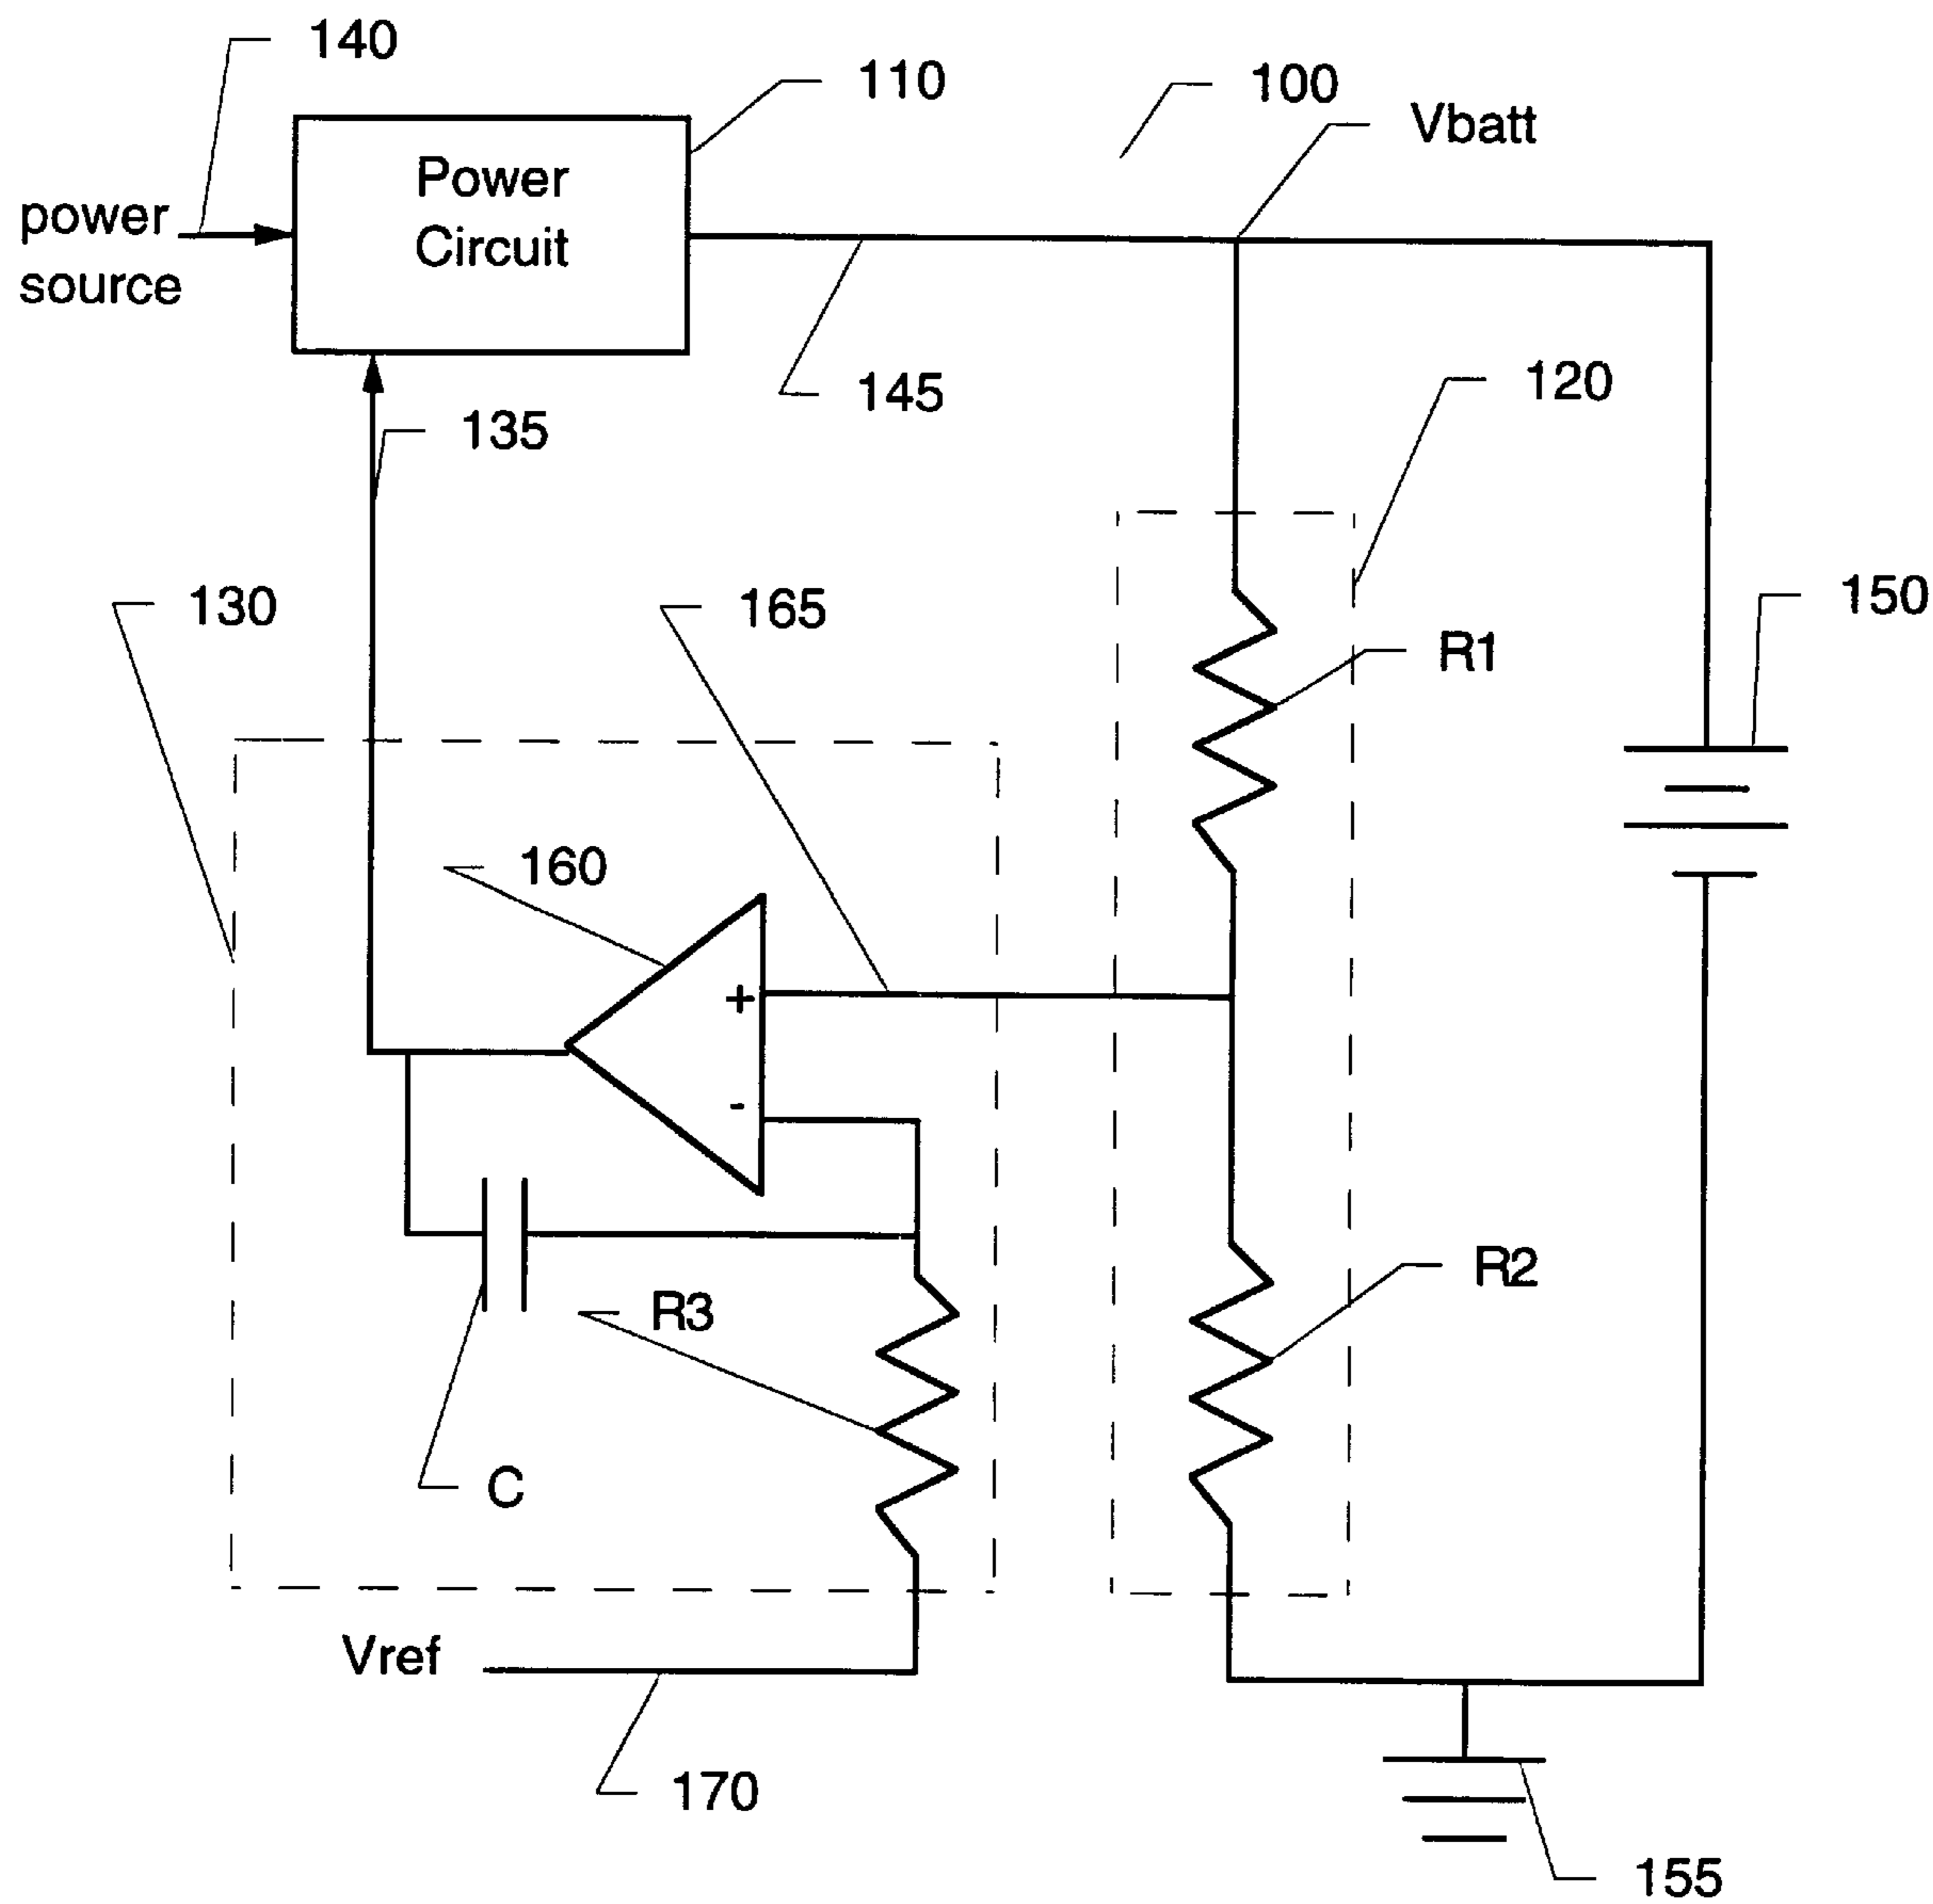 140
110
100
Vbatt
Power
Circuit
power
source
145
120
135
130
165
150
R1
160
+
-
R2
R3
C
Vref
170
155